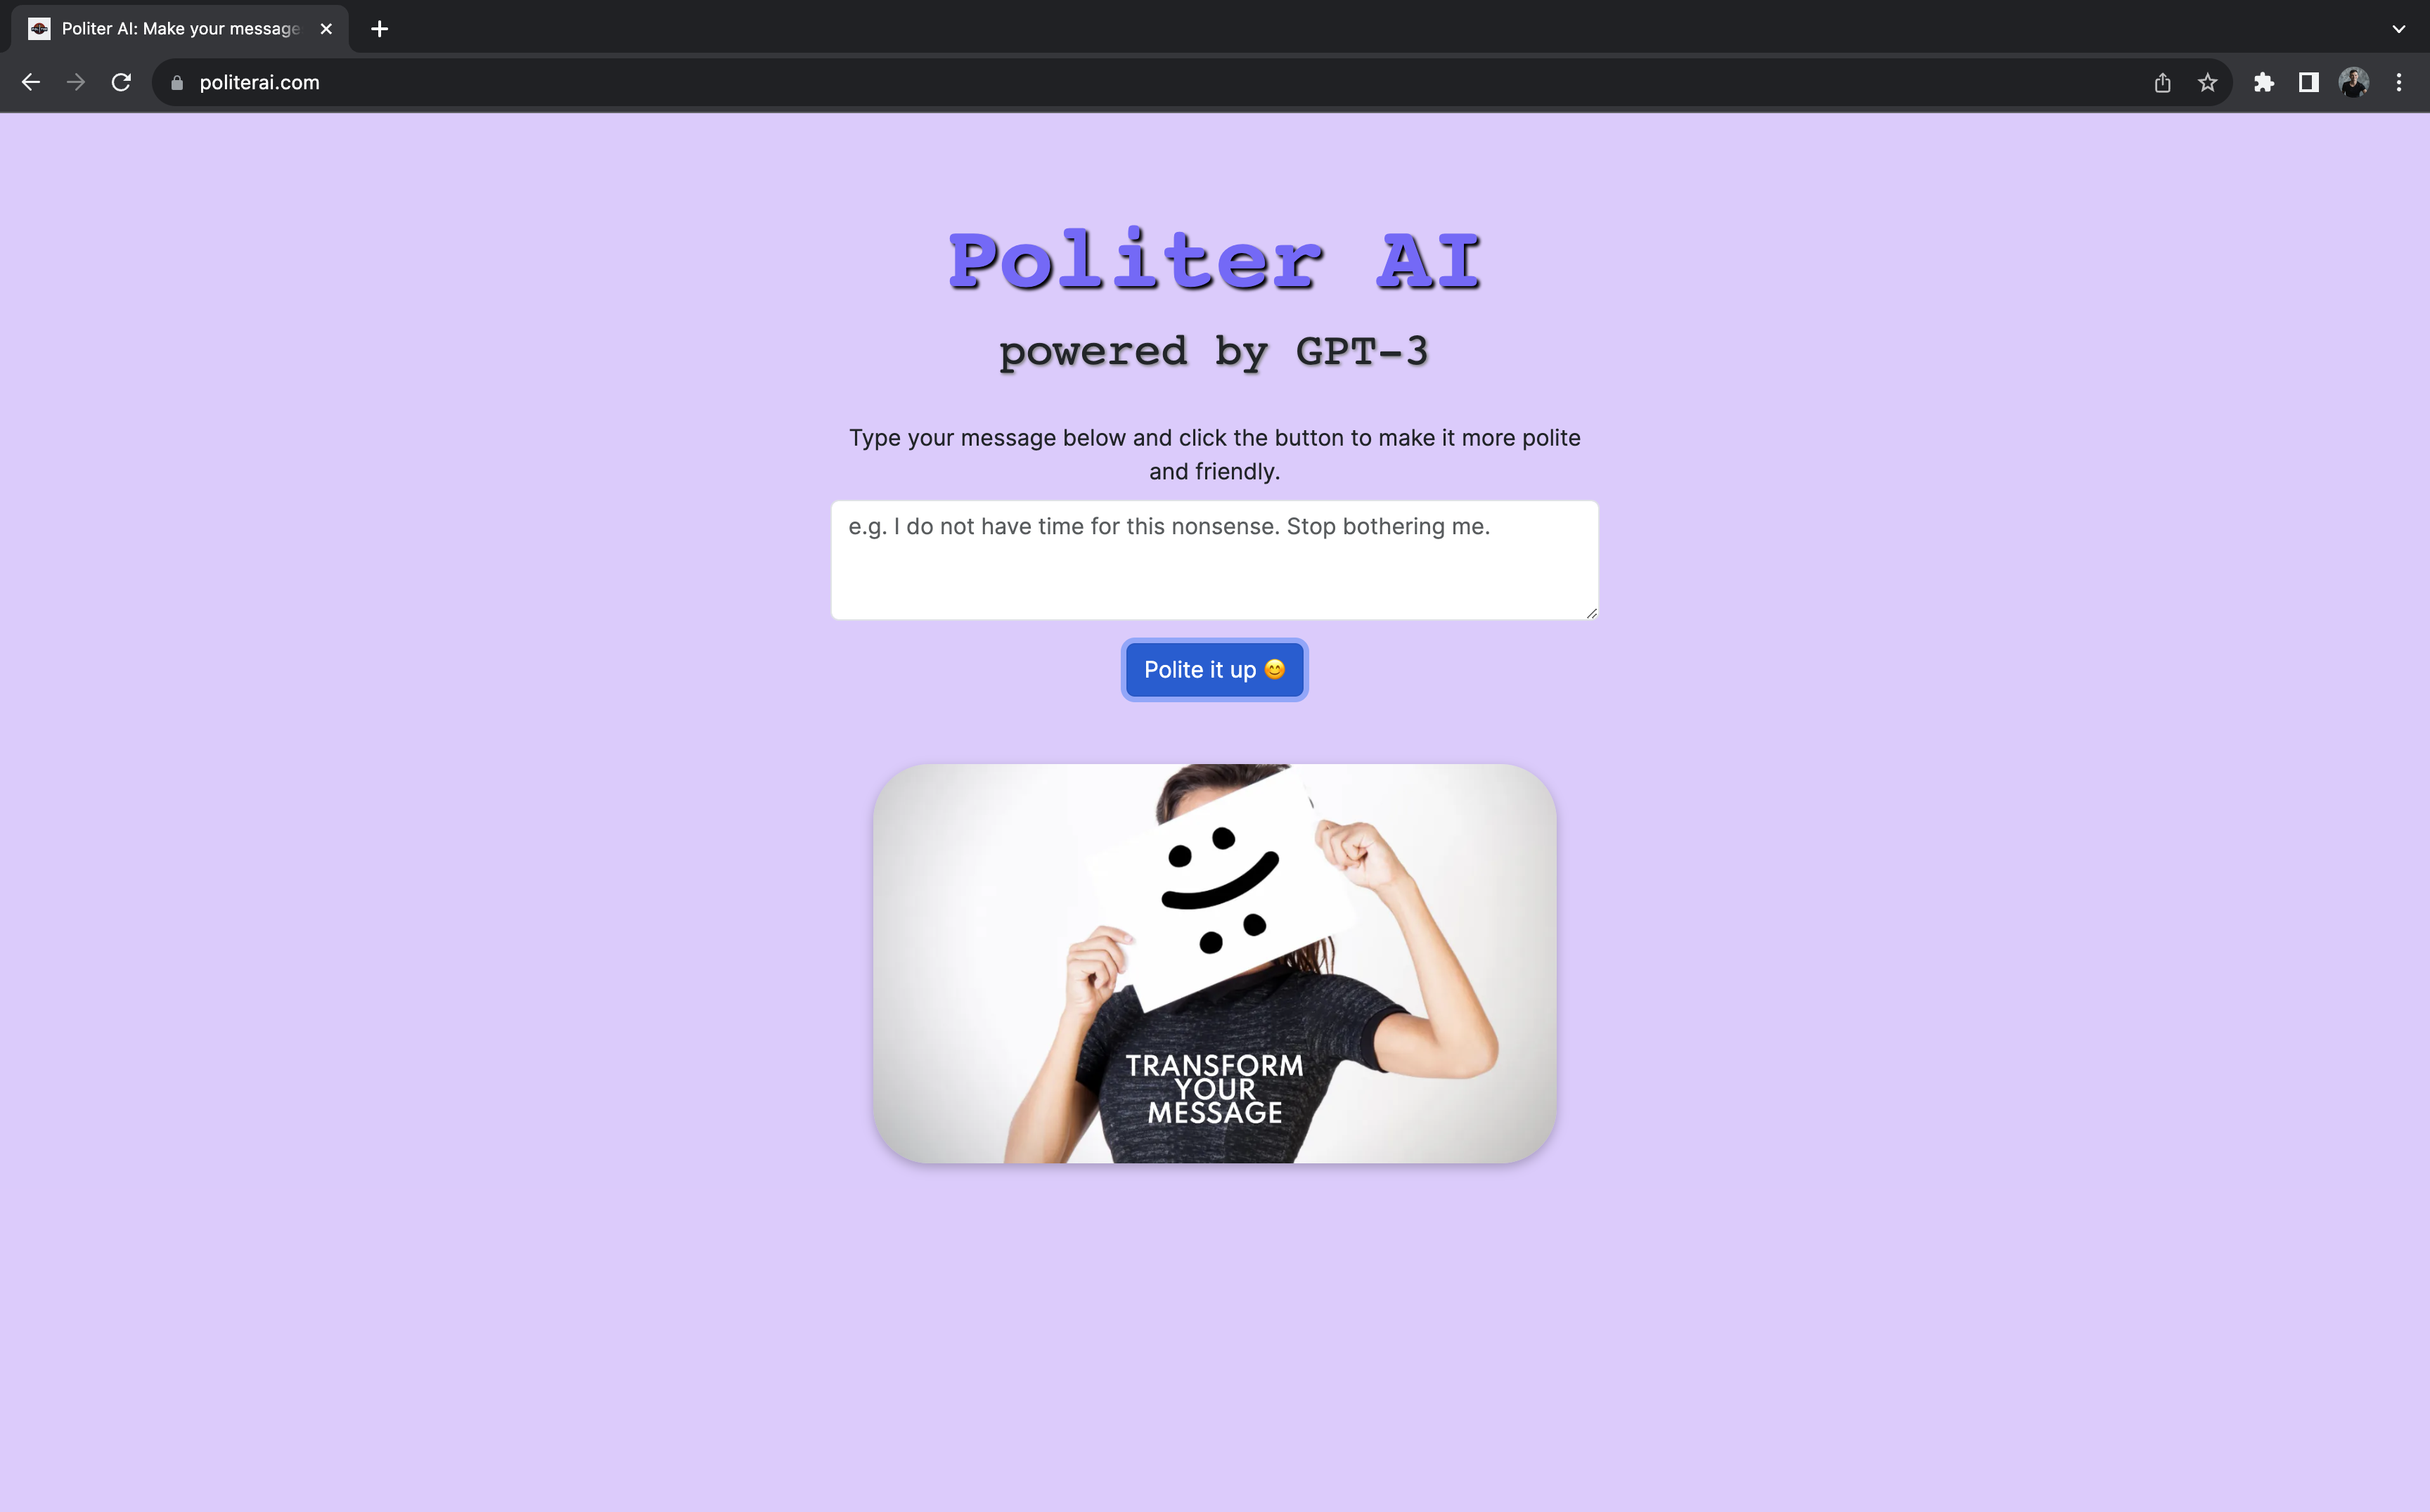 Politer AI: Make your message
politerai.com
Politer AI
powered by GPT-3
Type your message below and click the button to make it more polite
and friendly.
e.g. I do not have time for this nonsense. Stop bothering me.
Polite it up 😊
TRANSFORM
YOUR
MESSAGE